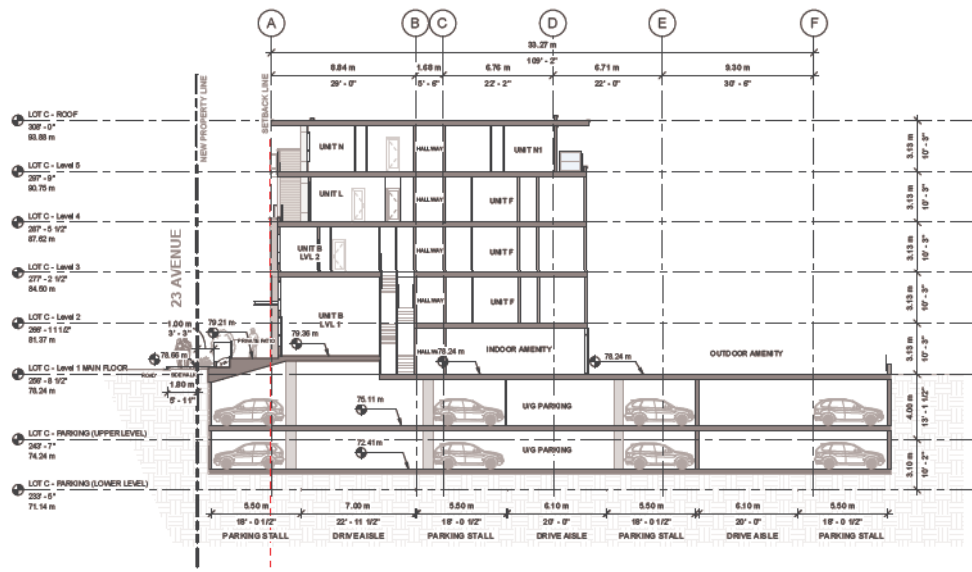 A B C D E F
33.27 m
109' - 2"
8.84 m 1.68 m 6.76 m 6.71 m 9.30 m
29' - 0" 5' - 6" 22' - 2" 22' - 0" 30' - 6"
NEW PROPERTY LINE
SETBACK LINE
LOT C - ROOF
308' - 0"
93.88 m
UNIT N HALLWAY UNIT N1
3.13 m
10' - 3"
LOT C - Level 5
297' - 9"
90.75 m
UNIT L HALLWAY UNIT F
3.13 m
10' - 3"
LOT C - Level 4
287' - 5 1/2"
87.62 m
UNIT B
LVL 2
HALLWAY UNIT F
3.13 m
10' - 3"
LOT C - Level 3
277' - 2 1/2"
84.50 m
23 AVENUE
UNIT B
LVL 1
HALLWAY UNIT F
3.13 m
10' - 3"
LOT C - Level 2
266' - 11 1/2"
81.37 m
1.00 m
3' - 3"
79.21 m
PRIVATE PATIO
79.36 m
78.66 m
HALLWAY
78.24 m
INDOOR AMENITY
78.24 m
OUTDOOR AMENITY
3.13 m
10' - 3"
LOT C - Level 1 MAIN FLOOR
256' - 8 1/2"
78.24 m
ROAD
SIDEWALK
1.80 m
5' - 11"
75.11 m
U/G PARKING
4.00 m
13' - 1 1/2"
LOT C - PARKING (UPPER LEVEL)
243' - 7"
74.24 m
72.41 m
U/G PARKING
3.10 m
10' - 2"
LOT C - PARKING (LOWER LEVEL)
233' - 5"
71.14 m
5.50 m 7.00 m 5.50 m 6.10 m 5.50 m 6.10 m 5.50 m
18' - 0 1/2" 22' - 11 1/2" 18' - 0 1/2" 20' - 0" 18' - 0 1/2" 20' - 0" 18' - 0 1/2"
PARKING STALL DRIVE AISLE PARKING STALL DRIVE AISLE PARKING STALL DRIVE AISLE PARKING STALL